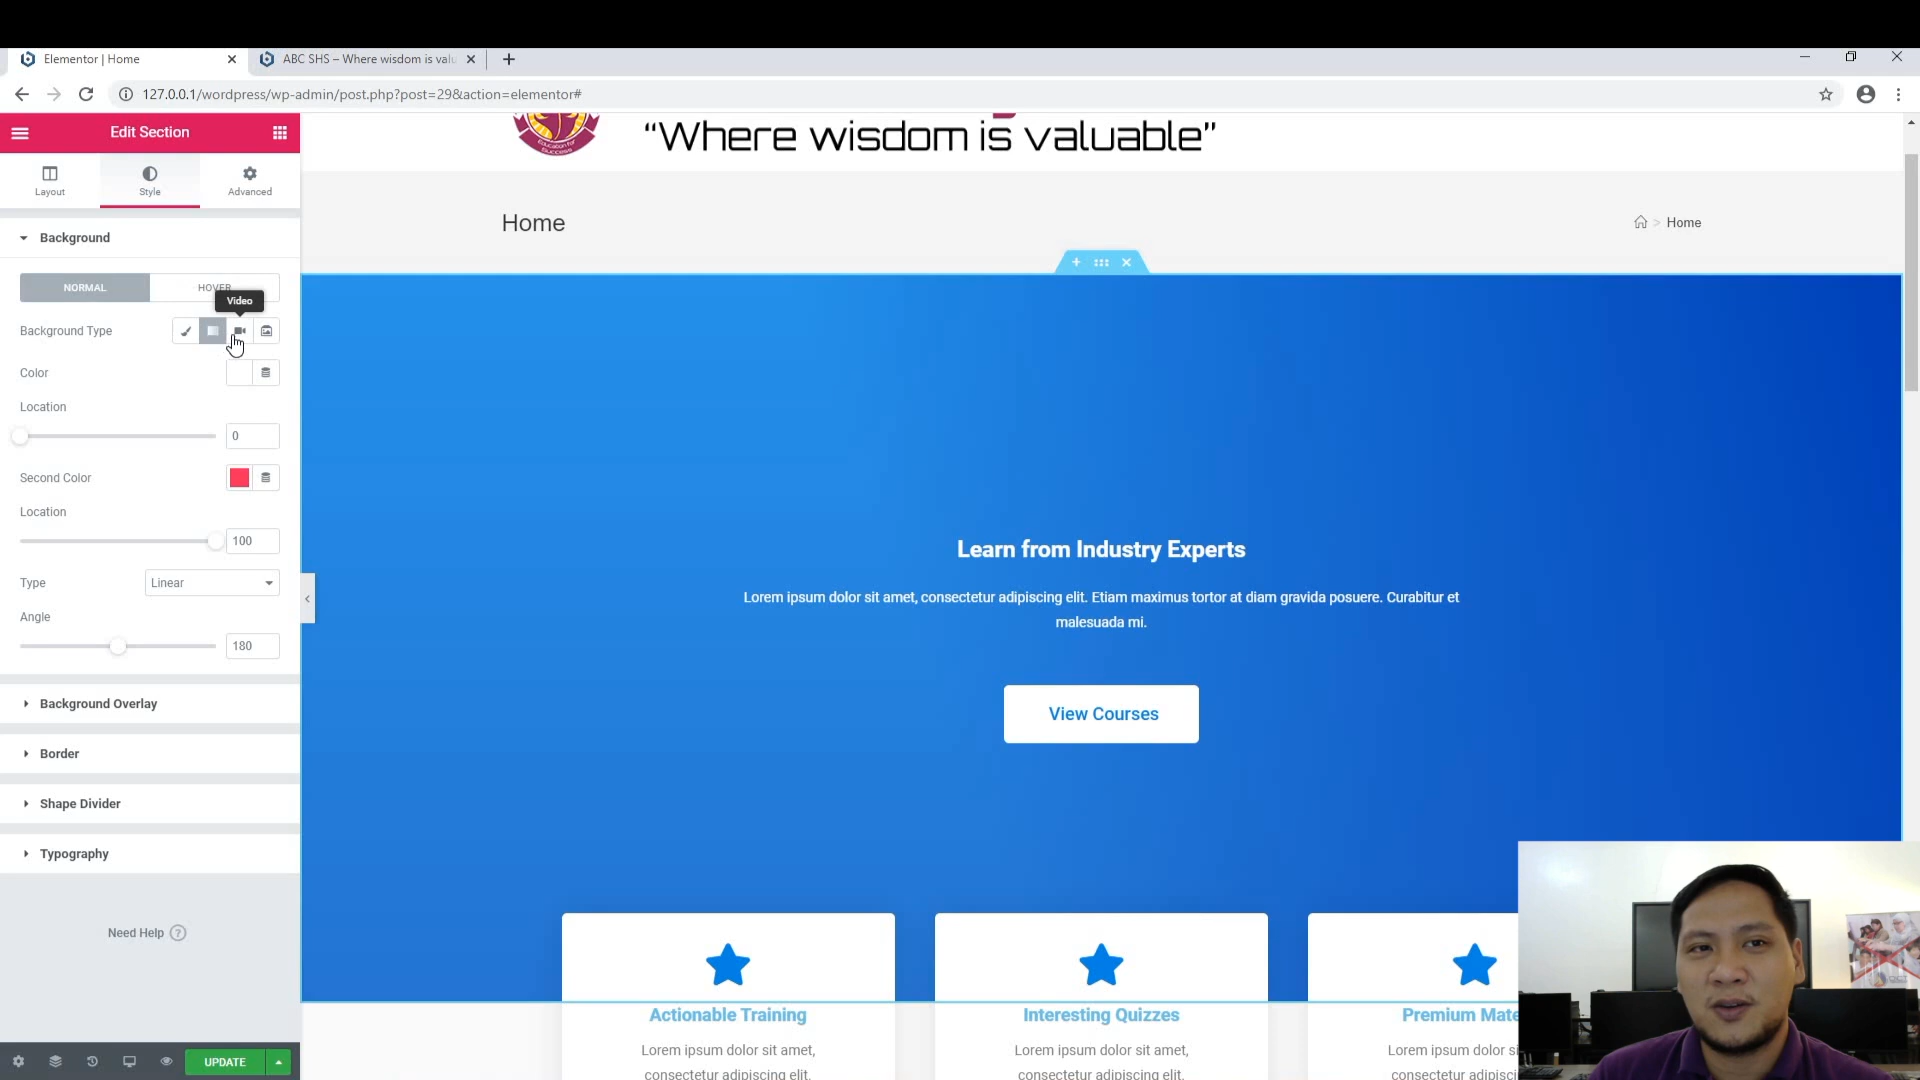 Elementor | Home
ABC SHS – Where wisdom is valu
127.0.0.1/wordpress/wp-admin/post.php?post=29&action=elementor#
Edit Section
Layout
Style
Advanced
Background
NORMAL
HOVER
Video
Background Type
Color
Location
0
Second Color
Location
100
Type
Linear
Angle
180
Background Overlay
Border
Shape Divider
Typography
Need Help
UPDATE
Education for
Success
“Where wisdom is valuable”
Home
> Home
Learn from Industry Experts
Lorem ipsum dolor sit amet, consectetur adipiscing elit. Etiam maximus tortor at diam gravida posuere. Curabitur et
malesuada mi.
View Courses
Actionable Training
Lorem ipsum dolor sit amet,
consectetur adipiscing elit.
Interesting Quizzes
Lorem ipsum dolor sit amet,
consectetur adipiscing elit.
Premium Mate
Lorem ipsum dolor si
consectetur adipisci